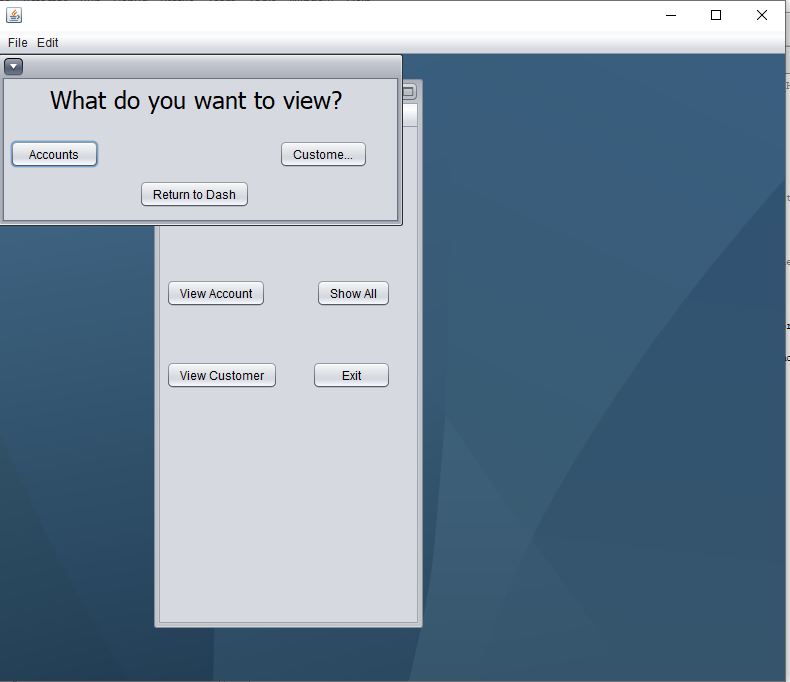 File Edit
What do you want to view?
Accounts Custome...
Return to Dash
View Account Show All
View Customer Exit